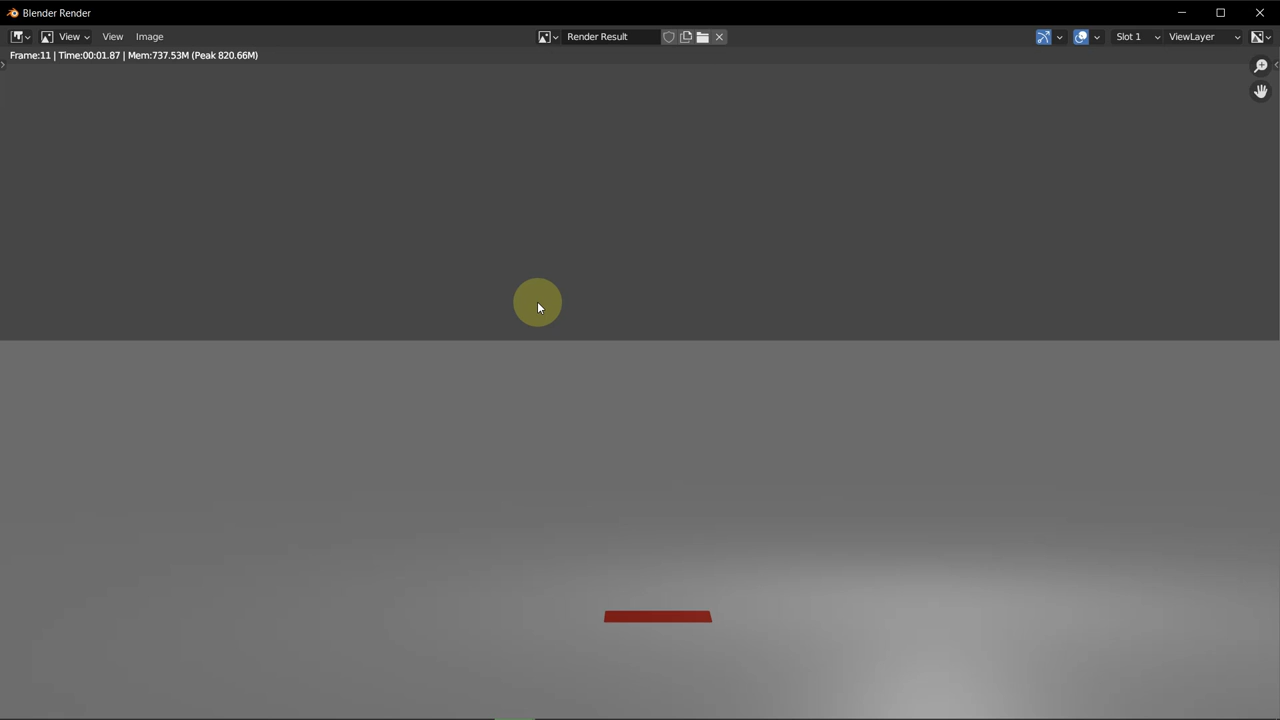 Blender Render
View View Image Render Result Slot 1 ViewLayer
Frame:11 | Time:00:01.87 | Mem:737.53M (Peak 820.66M)